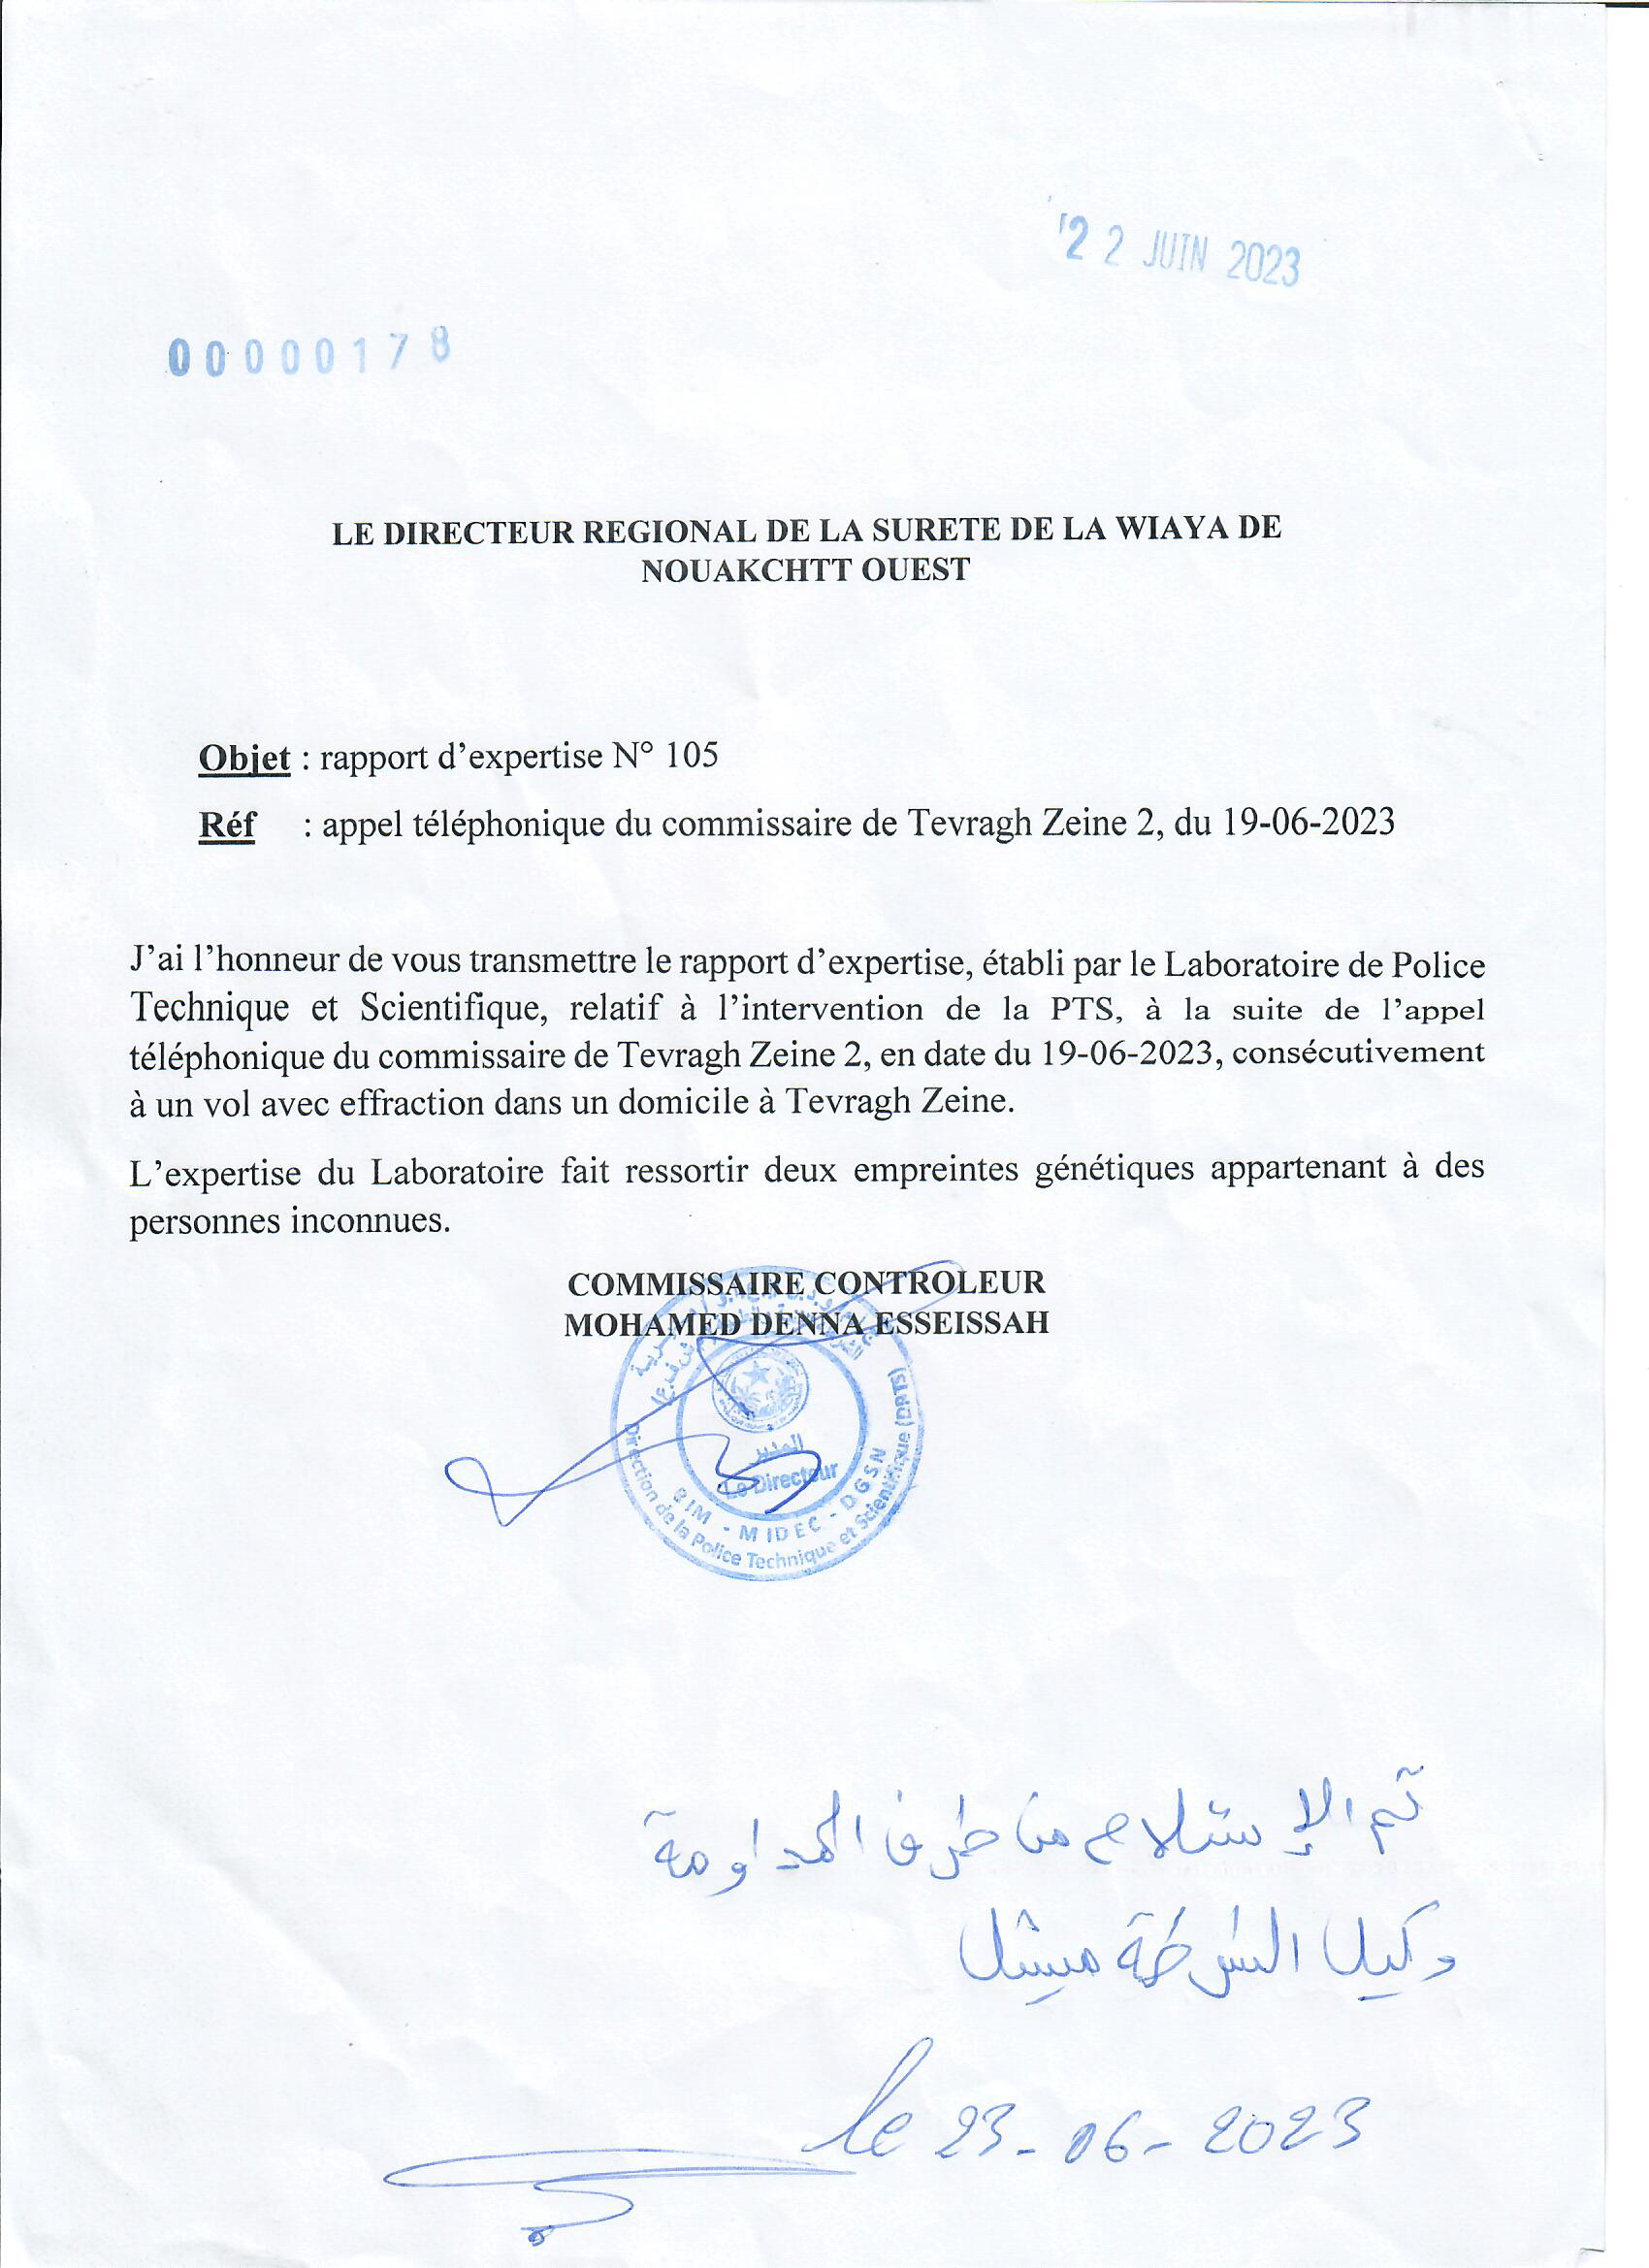 22 JUIN 2023
00000178
LE DIRECTEUR REGIONAL DE LA SURETE DE LA WIAYA DE
NOUAKCHTT OUEST
Objet : rapport d’expertise N° 105
Réf : appel téléphonique du commissaire de Tevragh Zeine 2, du 19-06-2023
J’ai l’honneur de vous transmettre le rapport d’expertise, établi par le Laboratoire de Police
Technique et Scientifique, relatif à l’intervention de la PTS, à la suite de l’appel
téléphonique du commissaire de Tevragh Zeine 2, en date du 19-06-2023, consécutivement
à un vol avec effraction dans un domicile à Tevragh Zeine.
L’expertise du Laboratoire fait ressortir deux empreintes génétiques appartenant à des
personnes inconnues.
COMMISSAIRE CONTROLEUR
MOHAMED DENNA ESSEISSAH
المدير
Le Directeur
RIM - MIDEC - DGSN
Direction de la Police Technique et Scientifique (DPTS)
تم الإستلام من طرف المداومة
وكيل الشرطة
le 23-06-2023